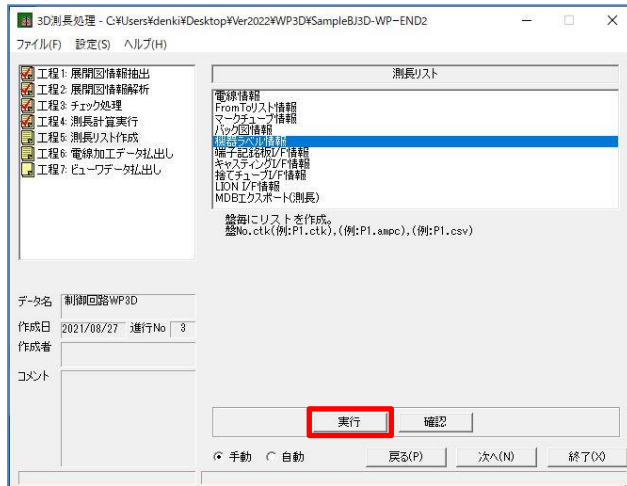 3D測長処理 - C:¥Users¥denki¥Desktop¥Ver2022¥WP3D¥SampleBJ3D-WP-END2
ファイル(F) 設定(S) ヘルプ(H)
工程1: 展開図情報抽出
工程2: 展開図情報解析
工程3: チェック処理
工程4: 測長計算実行
工程5: 測長リスト作成
工程6: 電線加工データ払出し
工程7: ビューワデータ払出し
測長リスト
電線情報
FromToリスト情報
マークチューブ情報
パック図情報
機器ラベル情報
端子記銘板I/F情報
キャスティングI/F情報
捨てチューブI/F情報
LION I/F情報
MDBエクスポート(測長)
盤毎にリストを作成。
盤No.ctk(例:P1.ctk),(例:P1.ampc),(例:P1.csv)
データ名 制御回路WP3D
作成日 2021/08/27 進行No 3
作成者
コメント
実行 確認
手動 自動 戻る(P) 次へ(N) 終了(X)